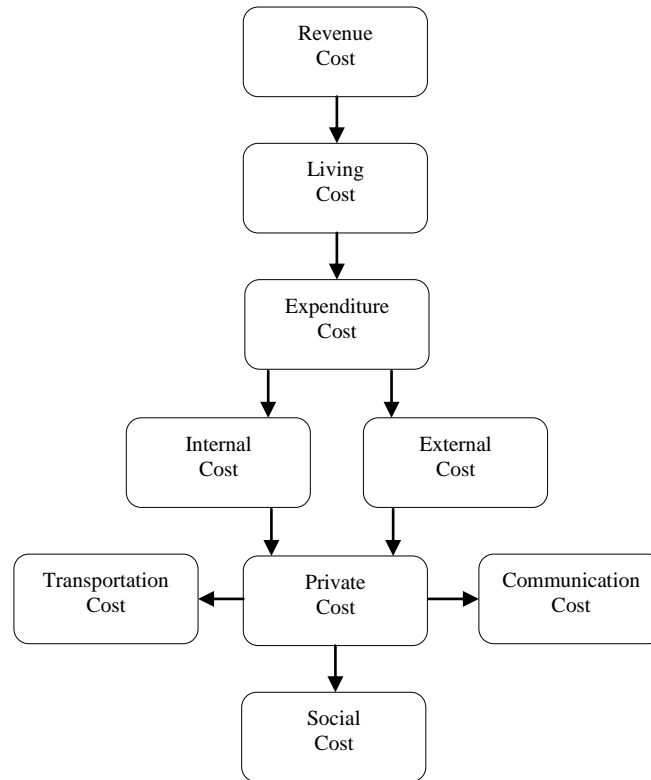 Revenue
Cost
Living
Cost
Expenditure
Cost
Internal
Cost
External
Cost
Transportation
Cost
Private
Cost
Communication
Cost
Social
Cost